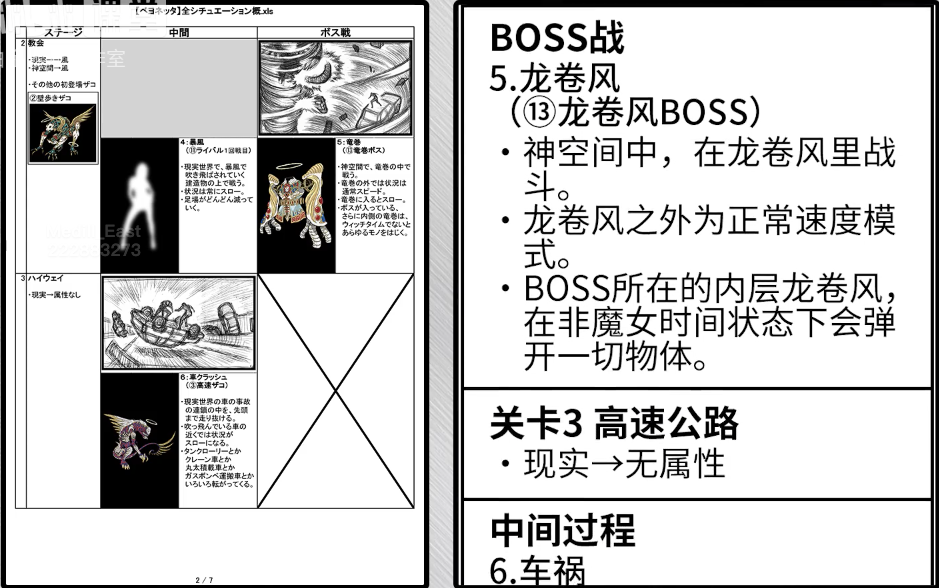 【ベヨネッタ】全シチュエーション概.xls
ステージ
中間
ボス戦
2
教会
・現実→風
・神空間→風
・その他の初登場ザコ
②壁歩きザコ
4：暴風
（⑪ライバル1回戦目）
・現実世界で、暴風で
吹き飛ばされていく
建造物の上で戦う。
・状況は常にスロー。
・足場がどんどん減って
いく。
5：竜巻
（⑬竜巻ボス）
・神空間で、竜巻の中で
戦う。
・竜巻の外では状況は
通常スピード。
・竜巻に入るとスロー。
・ボスが入っている、
さらに内側の竜巻は、
ウィッチタイムでないと
あらゆるモノをはじく。
3
ハイウェイ
・現実→属性なし
6：車クラッシュ
（③高速ザコ）
・現実世界の車の事故
の連鎖の中を、先頭
まで走り抜ける。
・吹っ飛んでいる車の
近くでは状況が
スローになる。
・タンクローリーとか
クレーン車とか
丸太積載車とか
ガスボンベ運搬車とか
いろいろ転がってくる。
2 / 7
BOSS战
5.龙卷风
（⑬龙卷风BOSS）
・神空间中，在龙卷风里战
斗。
・龙卷风之外为正常速度模
式。
・BOSS所在的内层龙卷风，
在非魔女时间状态下会弹
开一切物体。
关卡3 高速公路
・现实→无属性
中间过程
6.车祸